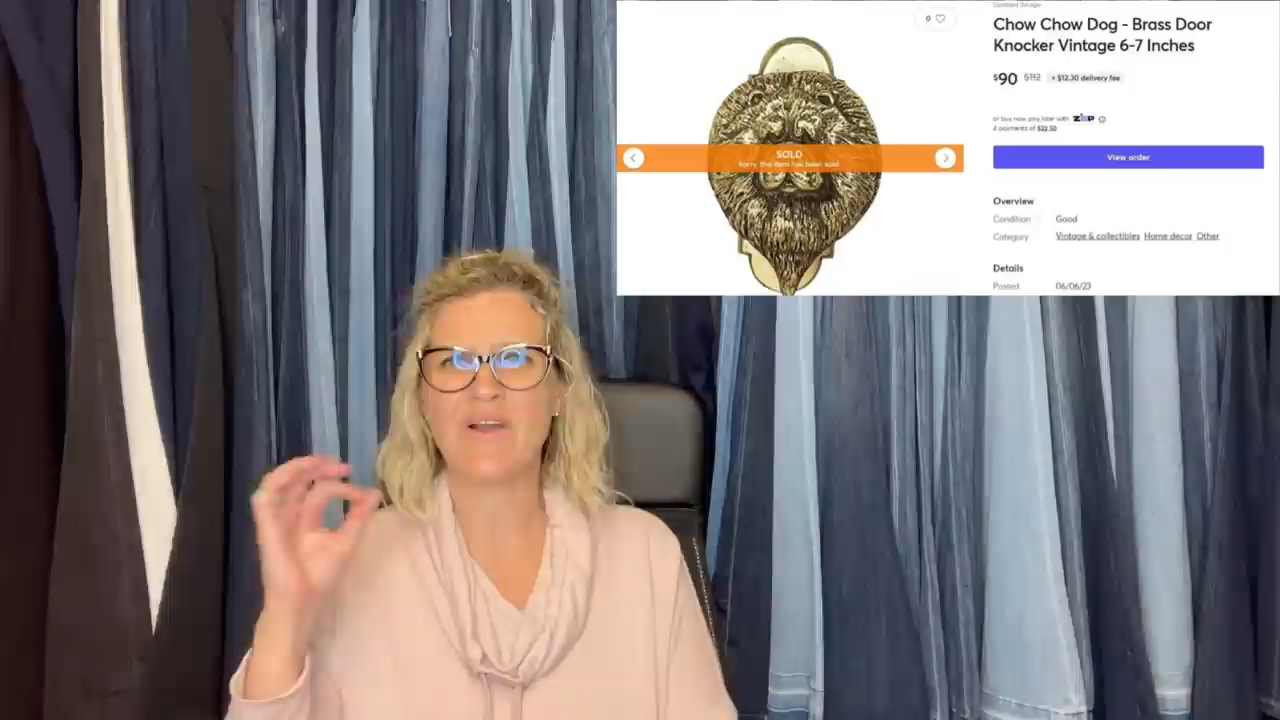 0
Chow Chow Dog - Brass Door
Knocker Vintage 6-7 Inches
$90 $112 + $12.30 delivery fee
or buy now pay later with zip
4 payments of $22.50
SOLD
Sorry, this item has been sold
View order
Overview
Condition Good
Category Vintage & collectibles Home decor Other
Details
Posted 06/06/23